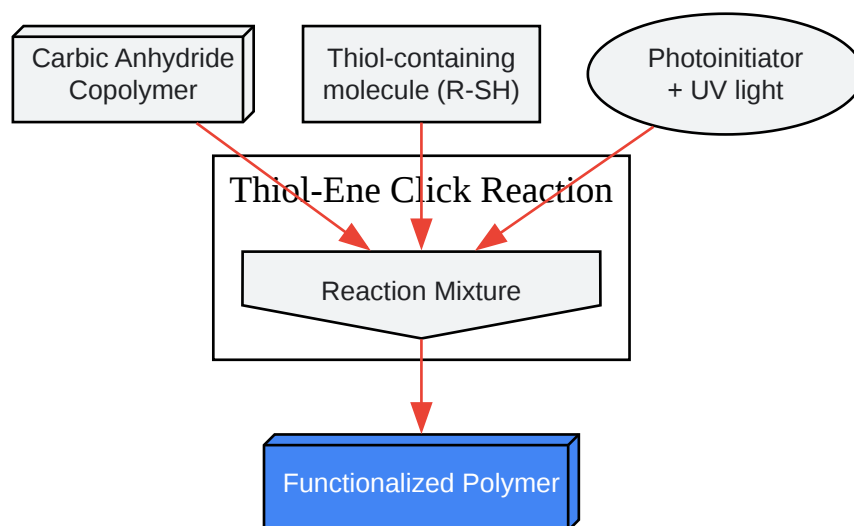 Carbic Anhydride
Copolymer
Thiol-containing
molecule (R-SH)
Photoinitiator
+ UV light
Thiol-Ene Click Reaction
Reaction Mixture
Functionalized Polymer